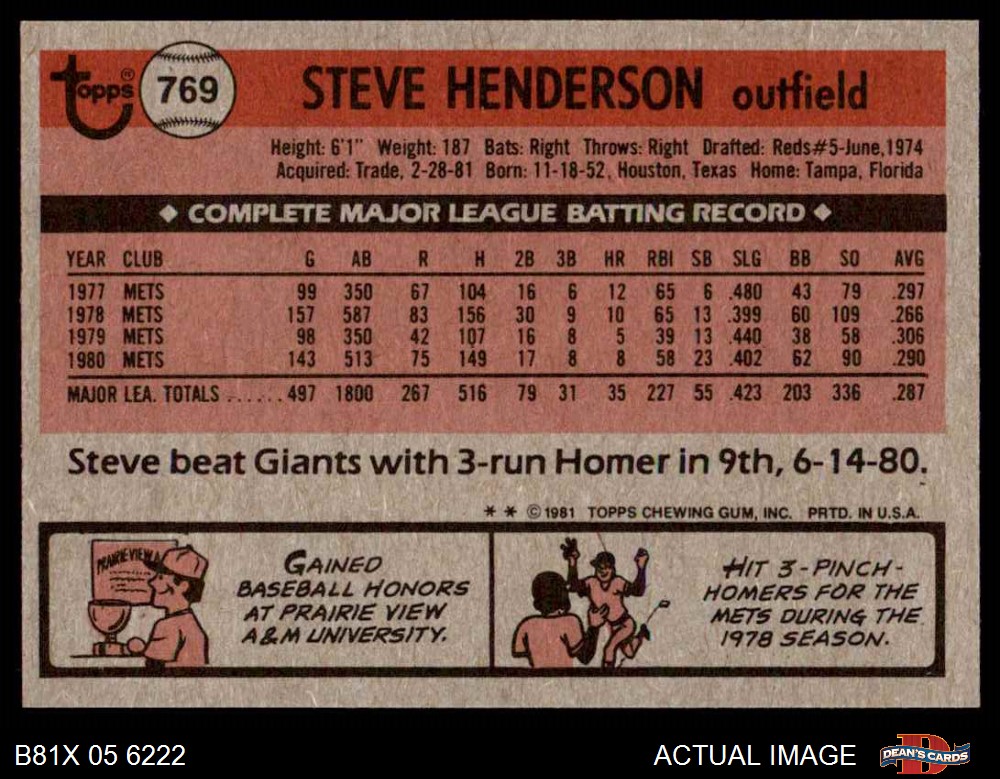 topps® 769 STEVE HENDERSON outfield
Height: 6'1" Weight: 187 Bats: Right Throws: Right Drafted: Reds#5-June,1974
Acquired: Trade, 2-28-81 Born: 11-18-52, Houston, Texas Home: Tampa, Florida
◆ COMPLETE MAJOR LEAGUE BATTING RECORD ◆
YEAR CLUB G AB R H 2B 3B HR RBI SB SLG BB SO AVG
1977 METS 99 350 67 104 16 6 12 65 6 .480 43 79 .297
1978 METS 157 587 83 156 30 9 10 65 13 .399 60 109 .266
1979 METS 98 350 42 107 16 8 5 39 13 .440 38 58 .306
1980 METS 143 513 75 149 17 8 8 58 23 .402 62 90 .290
MAJOR LEA. TOTALS ...... 497 1800 267 516 79 31 35 227 55 .423 203 336 .287
Steve beat Giants with 3-run Homer in 9th, 6-14-80.
* * © 1981 TOPPS CHEWING GUM, INC. PRTD. IN U.S.A.
PRAIRIE VIEW A
GAINED
BASEBALL HONORS
AT PRAIRIE VIEW
A&M UNIVERSITY.
HIT 3-PINCH-
HOMERS FOR THE
METS DURING THE
1978 SEASON.
B81X 05 6222
ACTUAL IMAGE
D
DEAN'S CARDS